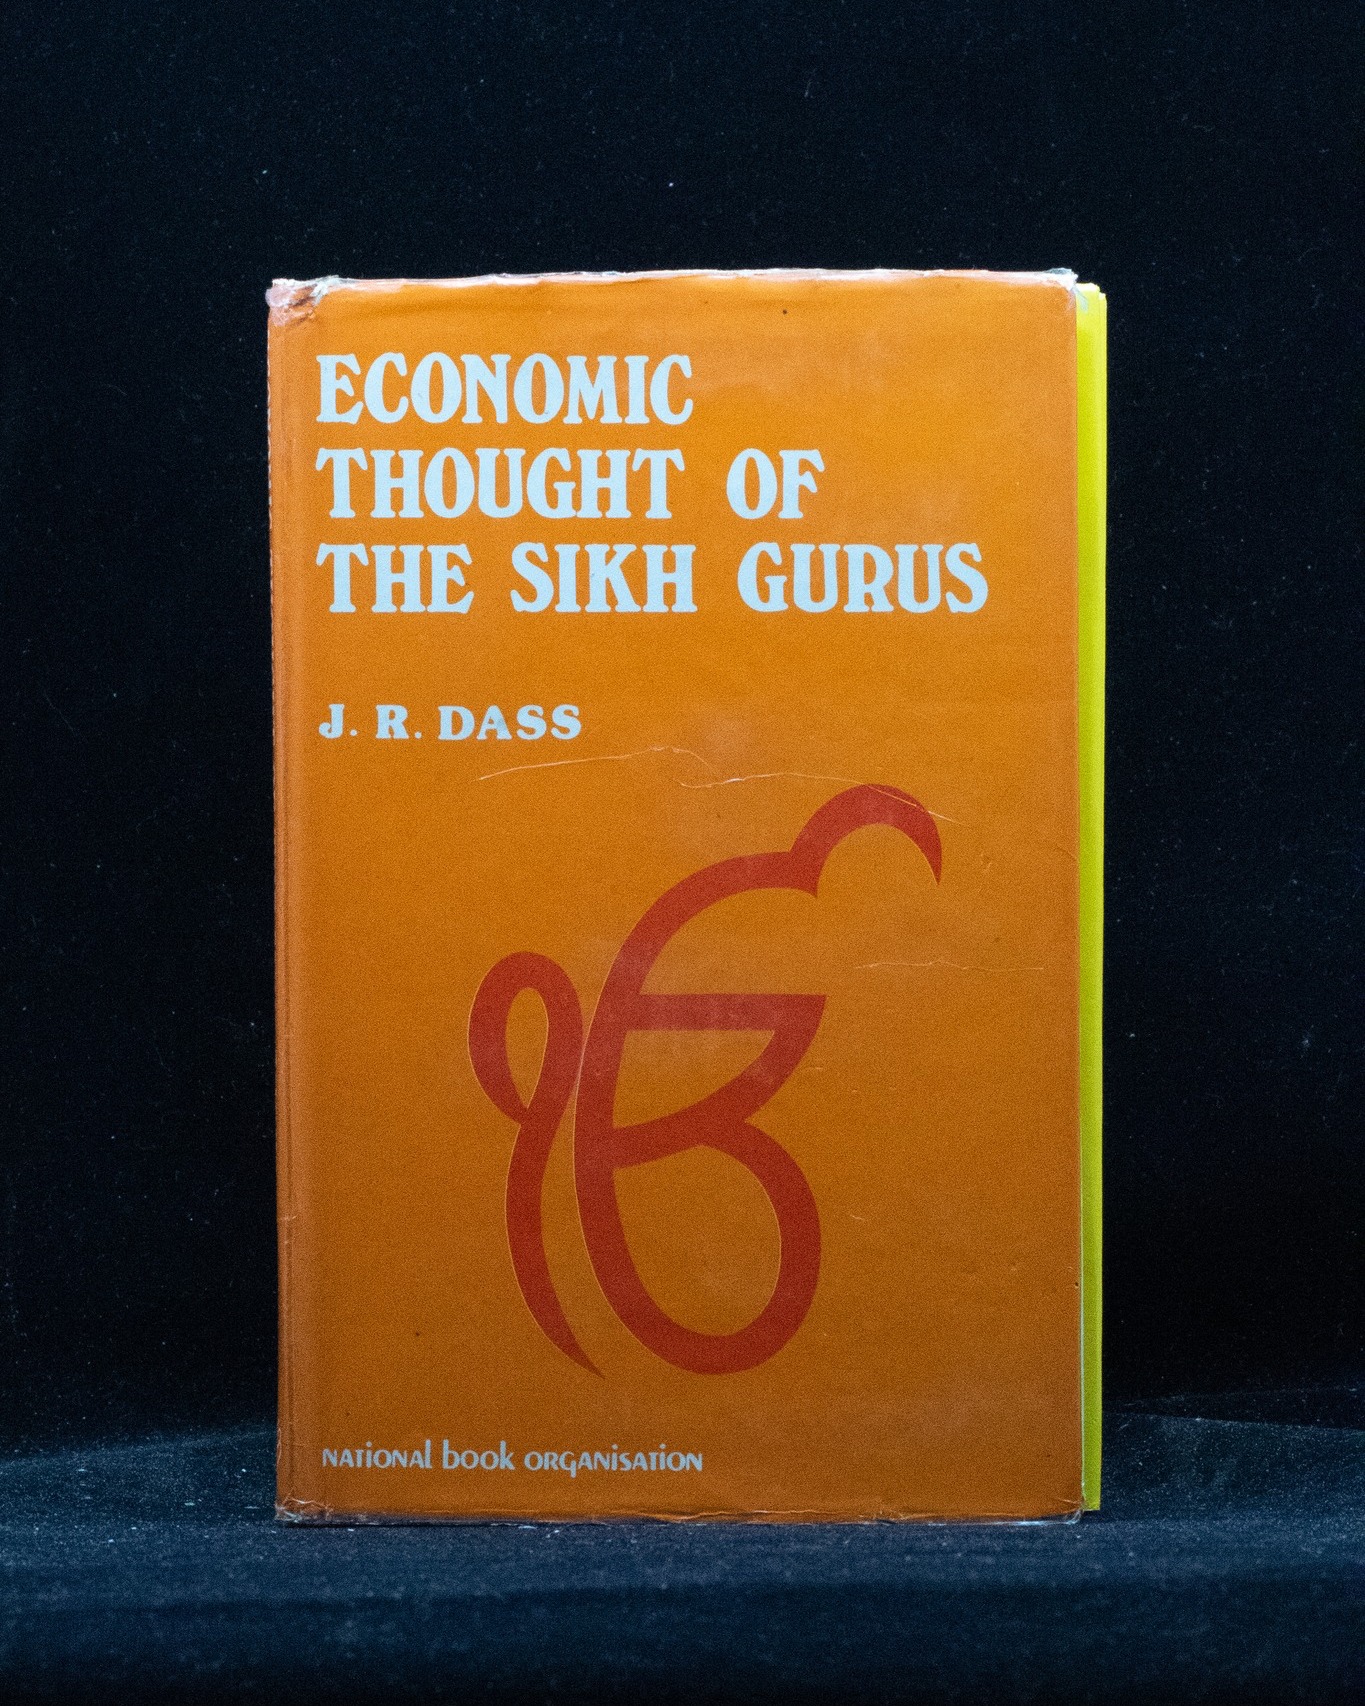 ECONOMIC
THOUGHT OF
THE SIKH GURUS
J. R. DASS
ੴ
NATIONAL book ORGANISATION